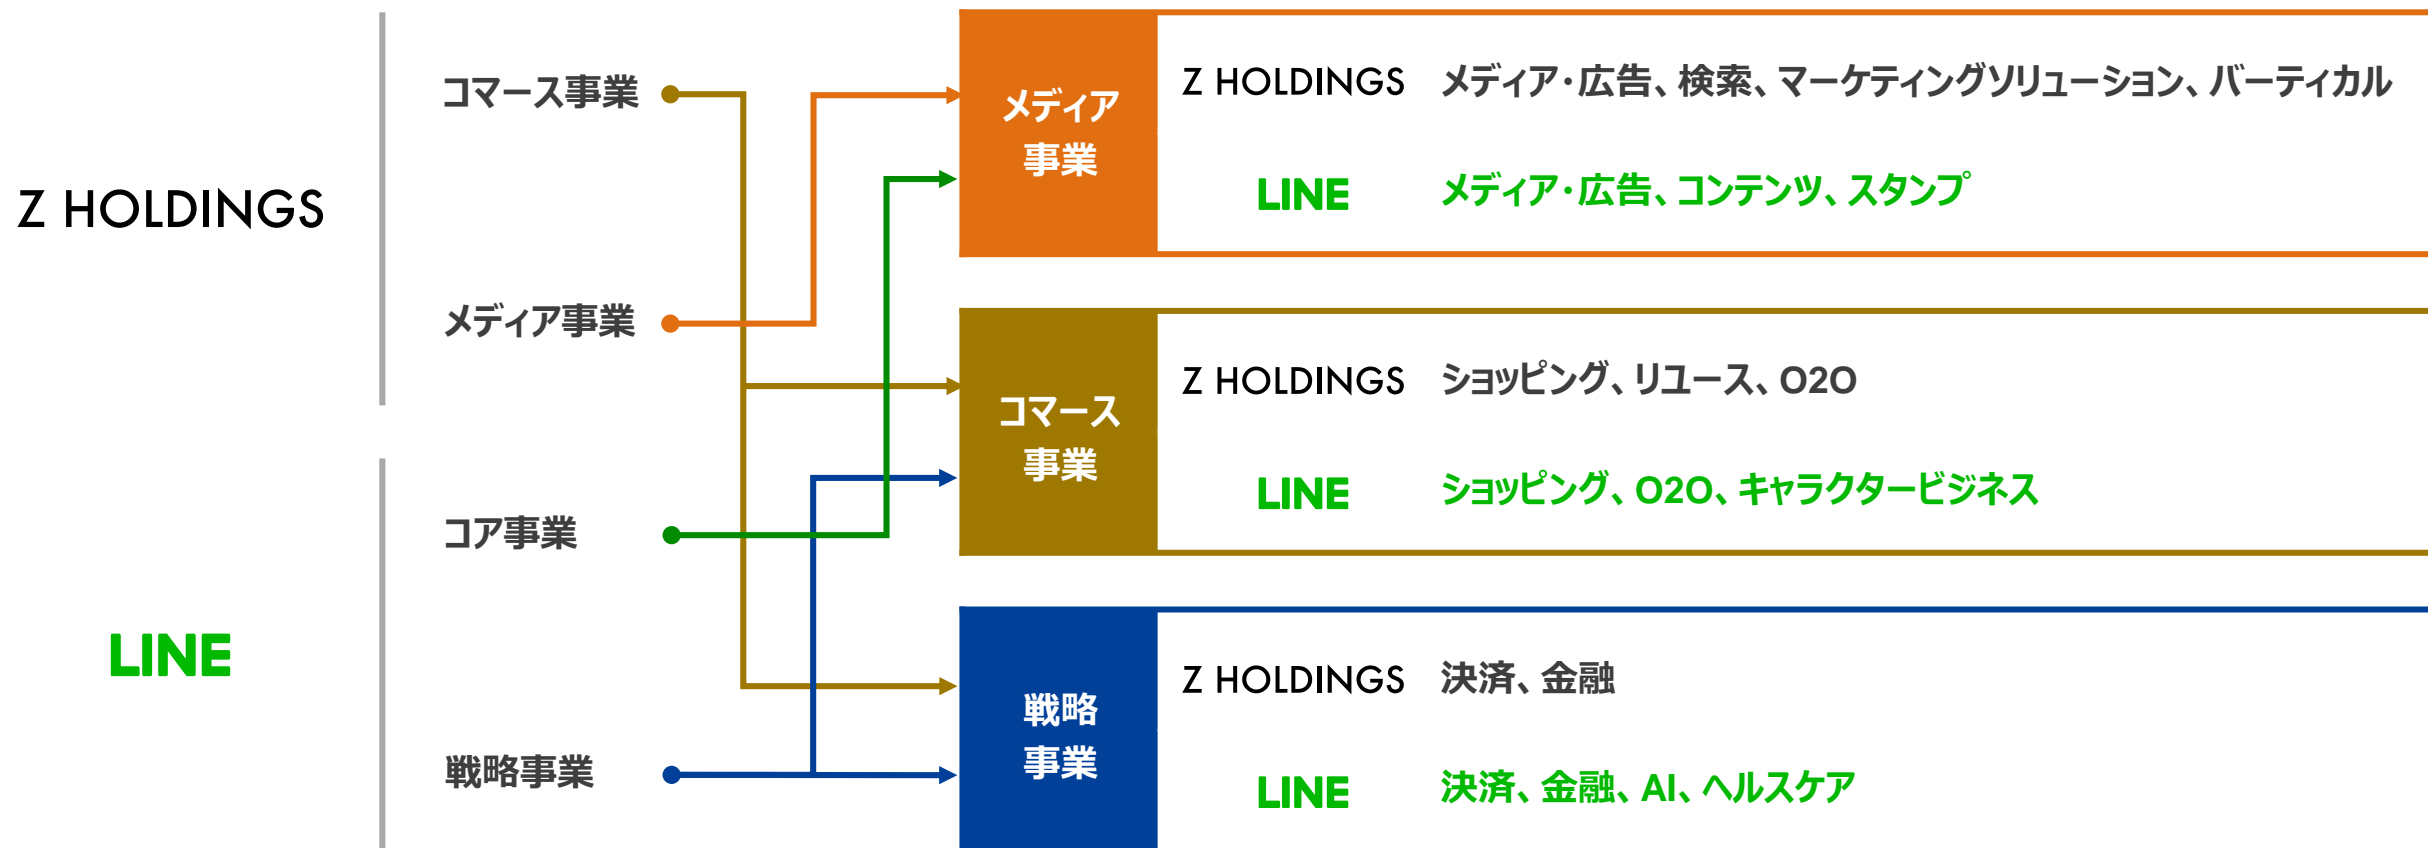 Z HOLDINGS
コマース事業
メディア事業
LINE
コア事業
戦略事業
メディア
事業
Z HOLDINGS メディア・広告、検索、マーケティングソリューション、バーティカル
LINE メディア・広告、コンテンツ、スタンプ
コマース
事業
Z HOLDINGS ショッピング、リユース、O2O
LINE ショッピング、O2O、キャラクタービジネス
戦略
事業
Z HOLDINGS 決済、金融
LINE 決済、金融、AI、ヘルスケア